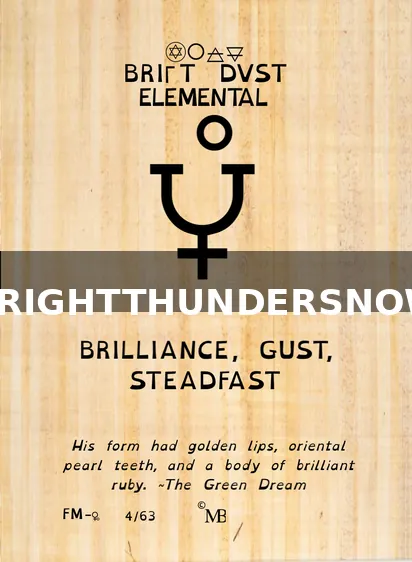 BRIΓT DVST
ELEMENTAL
RIGHTTHUNDERSNOW
BRILLIANCE, GUST,
STEADFAST
His form had golden lips, oriental
pearl teeth, and a body of brilliant
ruby. ~The Green Dream
FM-
4/63
©MB